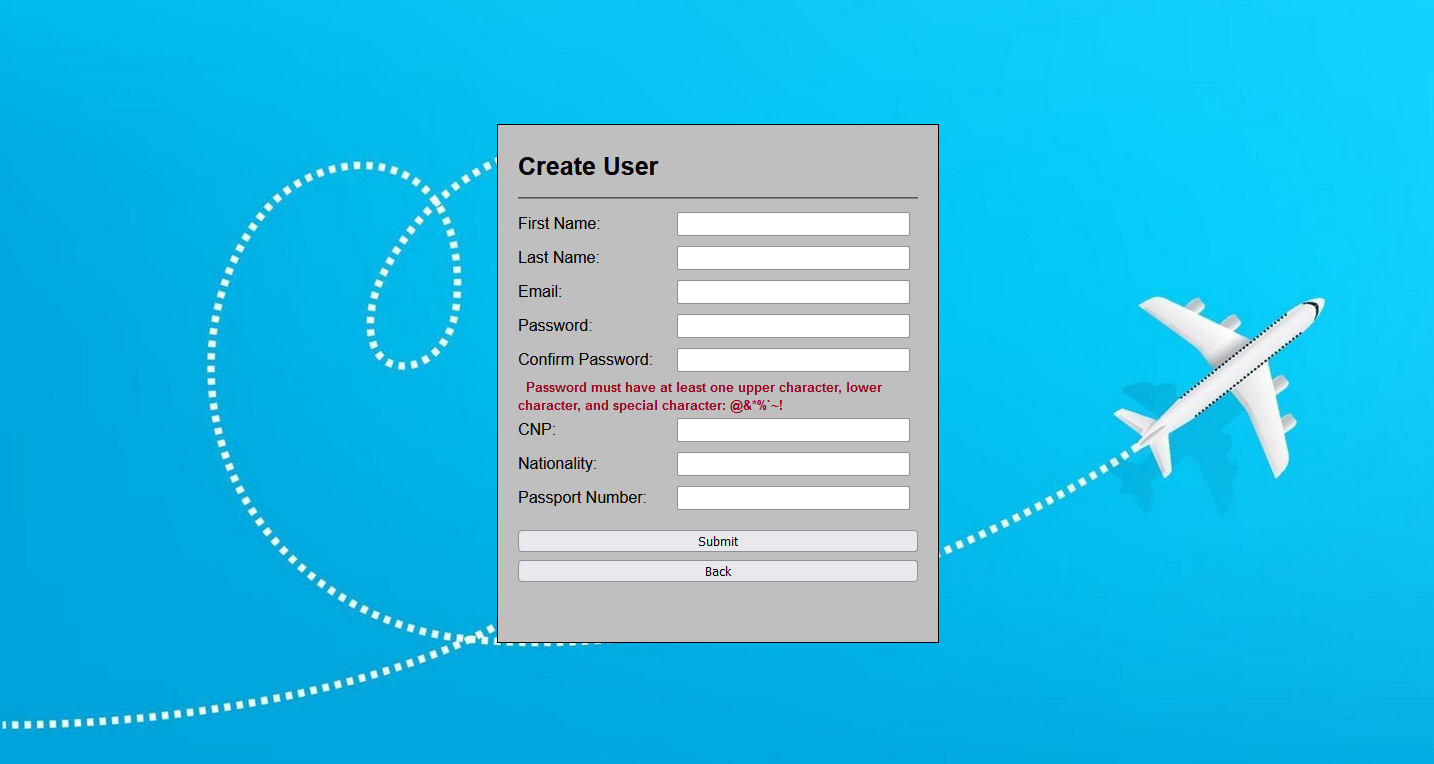 Create User
First Name:
Last Name:
Email:
Password:
Confirm Password:
Password must have at least one upper character, lower
character, and special character: @&*%`~!
CNP:
Nationality:
Passport Number:
Submit
Back